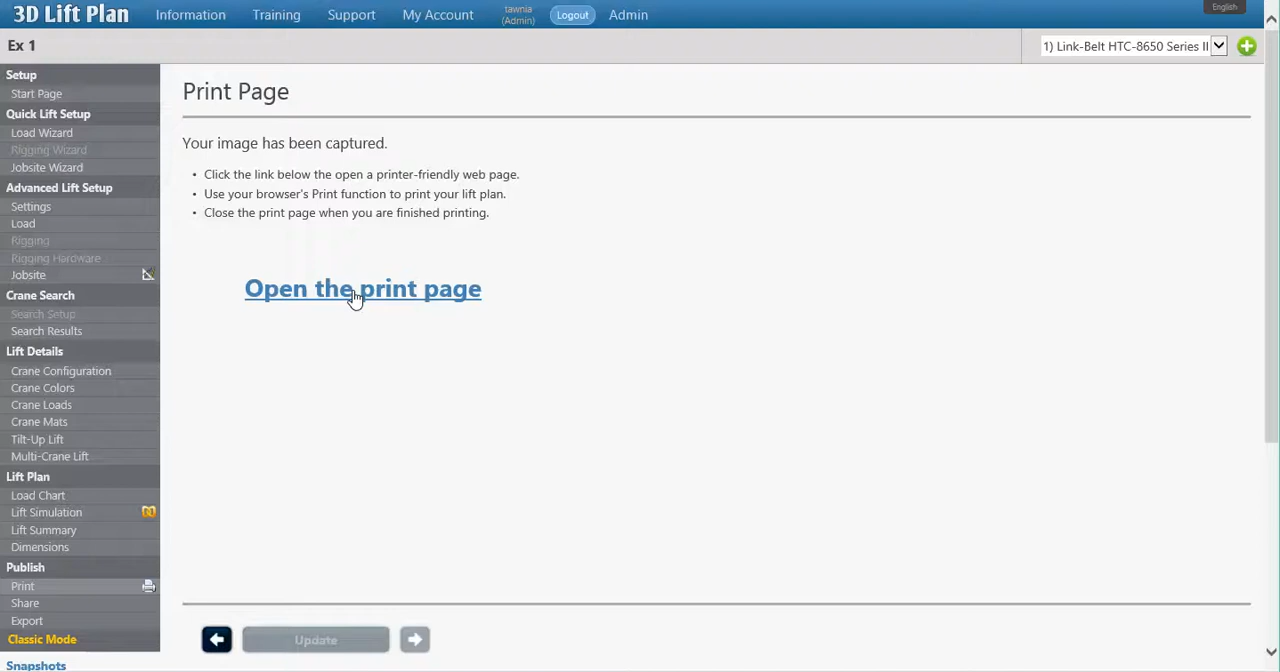 3D Lift Plan
Information
Training
Support
My Account
tawnia
(Admin)
Logout
Admin
English
Ex 1
1) Link-Belt HTC-8650 Series II
Setup
Start Page
Quick Lift Setup
Load Wizard
Rigging Wizard
Jobsite Wizard
Advanced Lift Setup
Settings
Load
Rigging
Rigging Hardware
Jobsite
Crane Search
Search Setup
Search Results
Lift Details
Crane Configuration
Crane Colors
Crane Loads
Crane Mats
Tilt-Up Lift
Multi-Crane Lift
Lift Plan
Load Chart
Lift Simulation
Lift Summary
Dimensions
Publish
Print
Share
Export
Classic Mode
Snapshots
Print Page
Your image has been captured.
• Click the link below the open a printer-friendly web page.
• Use your browser's Print function to print your lift plan.
• Close the print page when you are finished printing.
Open the print page
Update